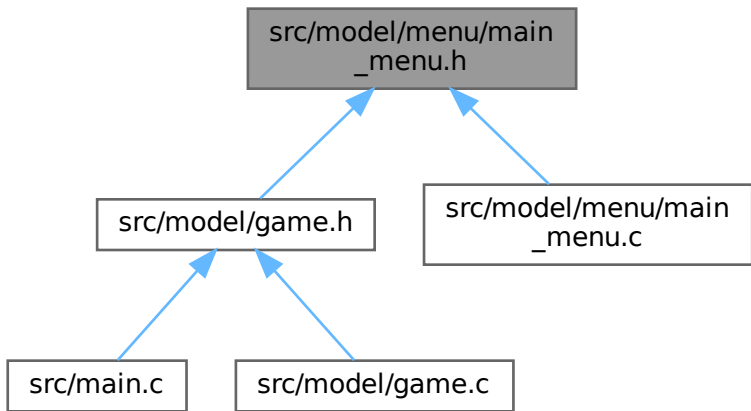 src/model/menu/main
_menu.h
src/model/game.h
src/model/menu/main
_menu.c
src/main.c
src/model/game.c